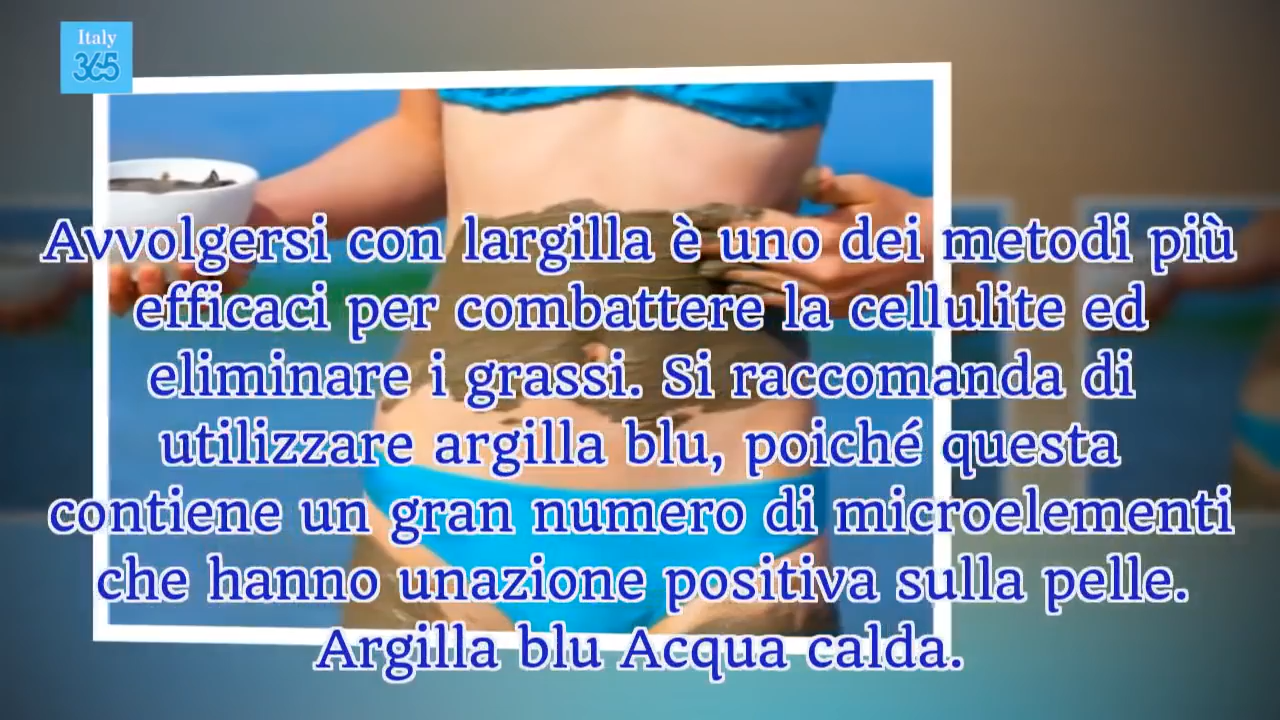 Italy
365
Avvolgersi con largilla è uno dei metodi più
efficaci per combattere la cellulite ed
eliminare i grassi. Si raccomanda di
utilizzare argilla blu, poiché questa
contiene un gran numero di microelementi
che hanno unazione positiva sulla pelle.
Argilla blu Acqua calda.